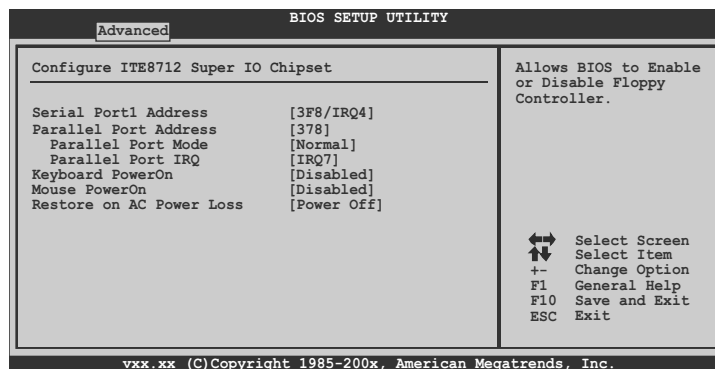 BIOS SETUP UTILITY
Advanced
Configure ITE8712 Super IO Chipset
Serial Port1 Address [3F8/IRQ4]
Parallel Port Address [378]
Parallel Port Mode [Normal]
Parallel Port IRQ [IRQ7]
Keyboard PowerOn [Disabled]
Mouse PowerOn [Disabled]
Restore on AC Power Loss [Power Off]
Allows BIOS to Enable
or Disable Floppy
Controller.
Select Screen
Select Item
+- Change Option
F1 General Help
F10 Save and Exit
ESC Exit
vxx.xx (C)Copyright 1985-200x, American Megatrends, Inc.